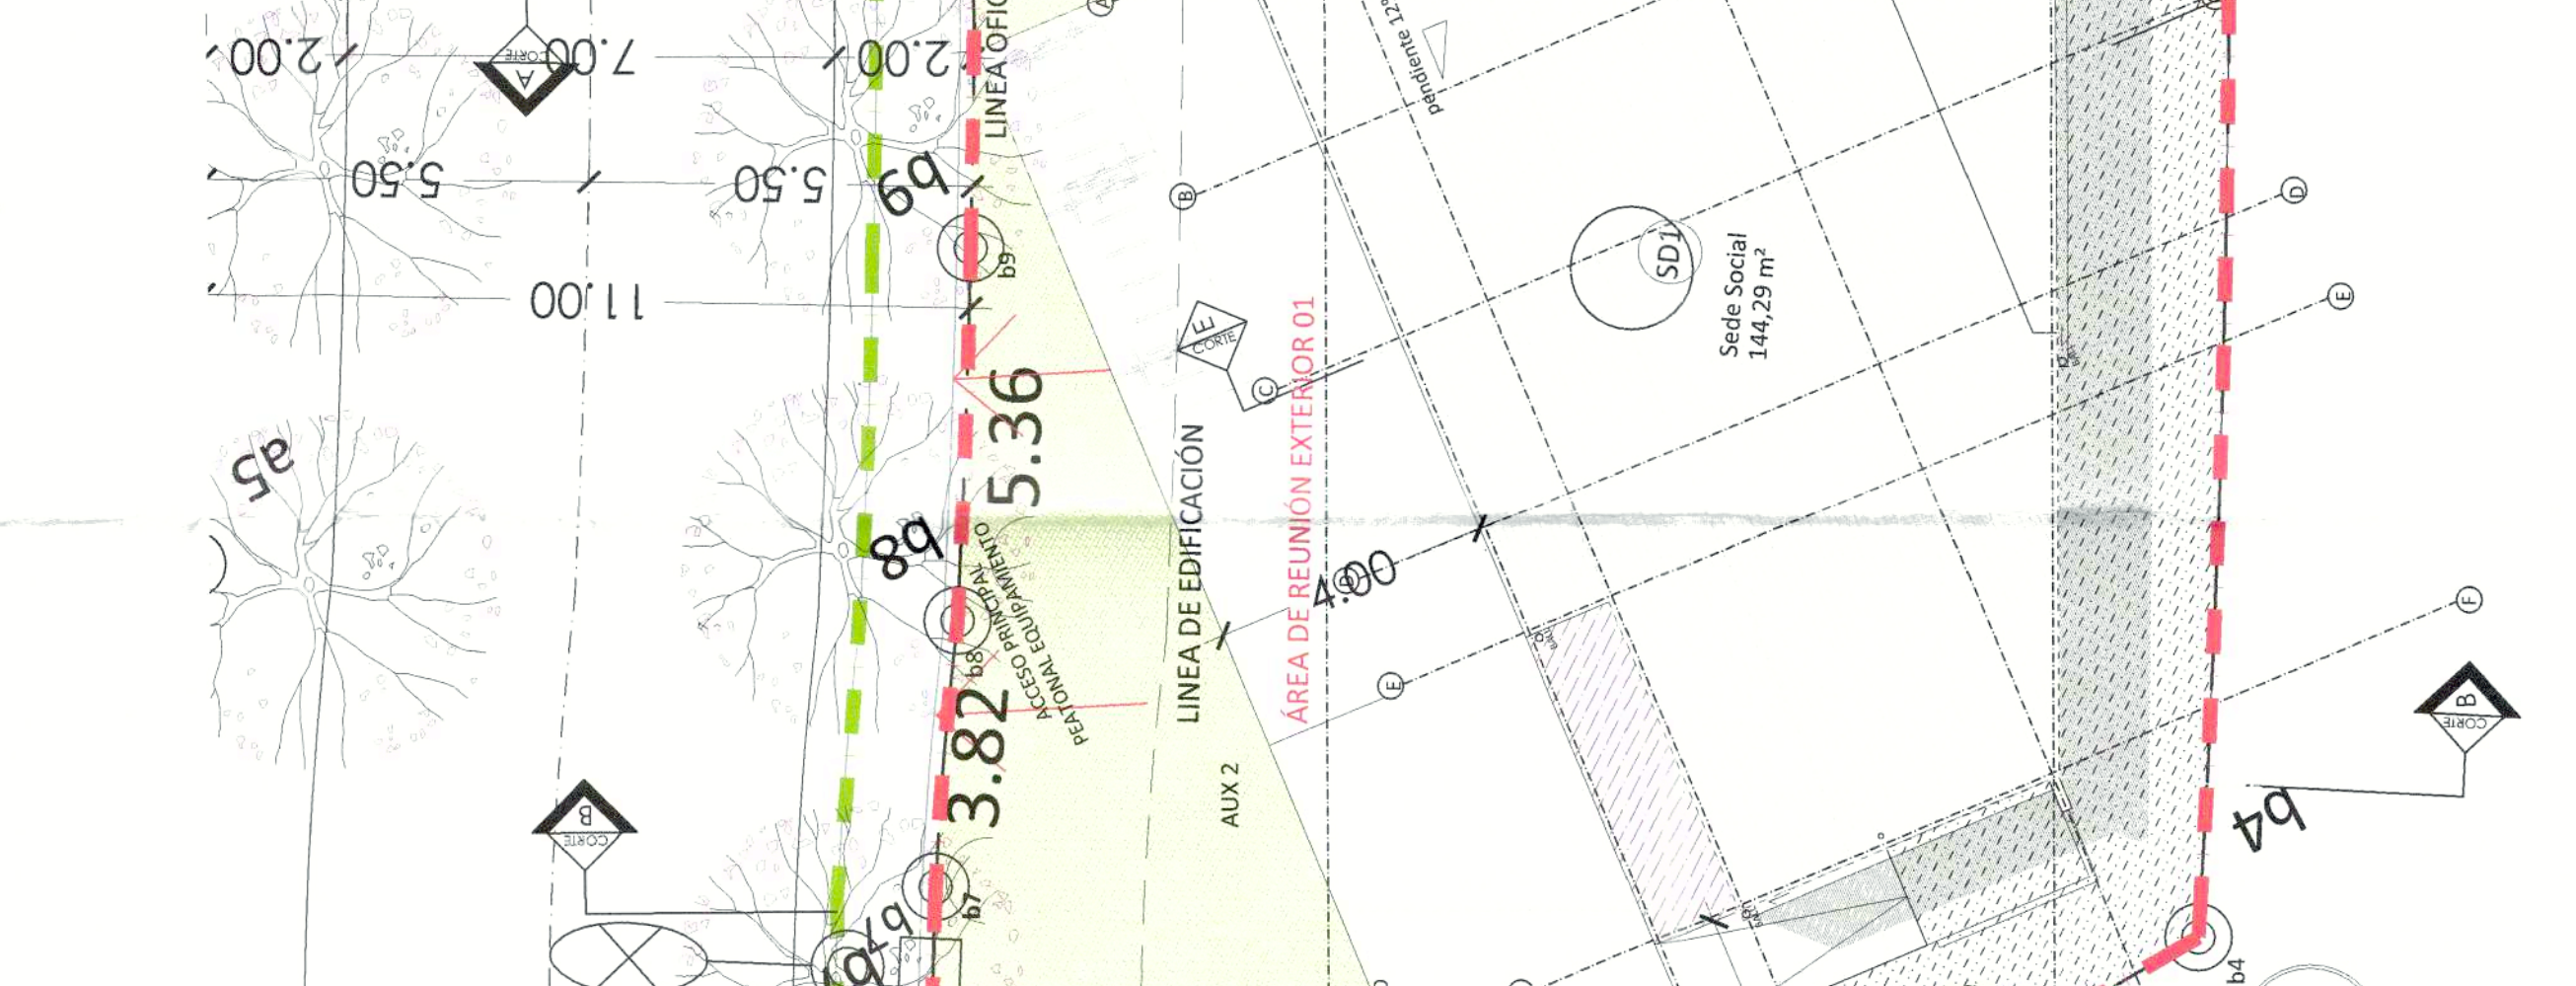 2.00
7.00
2.00
CORTE
A
LINEA OFIC
A
pendiente 12%
5.50
5.50
b9
B
D
b9
11.00
CORTE
E
C
SD1
Sede Social
144,29 m²
E
ÁREA DE REUNIÓN EXTERIOR 01
a5
5.36
LINEA DE EDIFICACIÓN
b8
4.00
D
ACCESO PRINCIPAL
PEATONAL EQUIPAMIENTO
b8
E
F
3.82
AUX 2
B
CORTE
B
CORTE
b4
b7
b7
b4